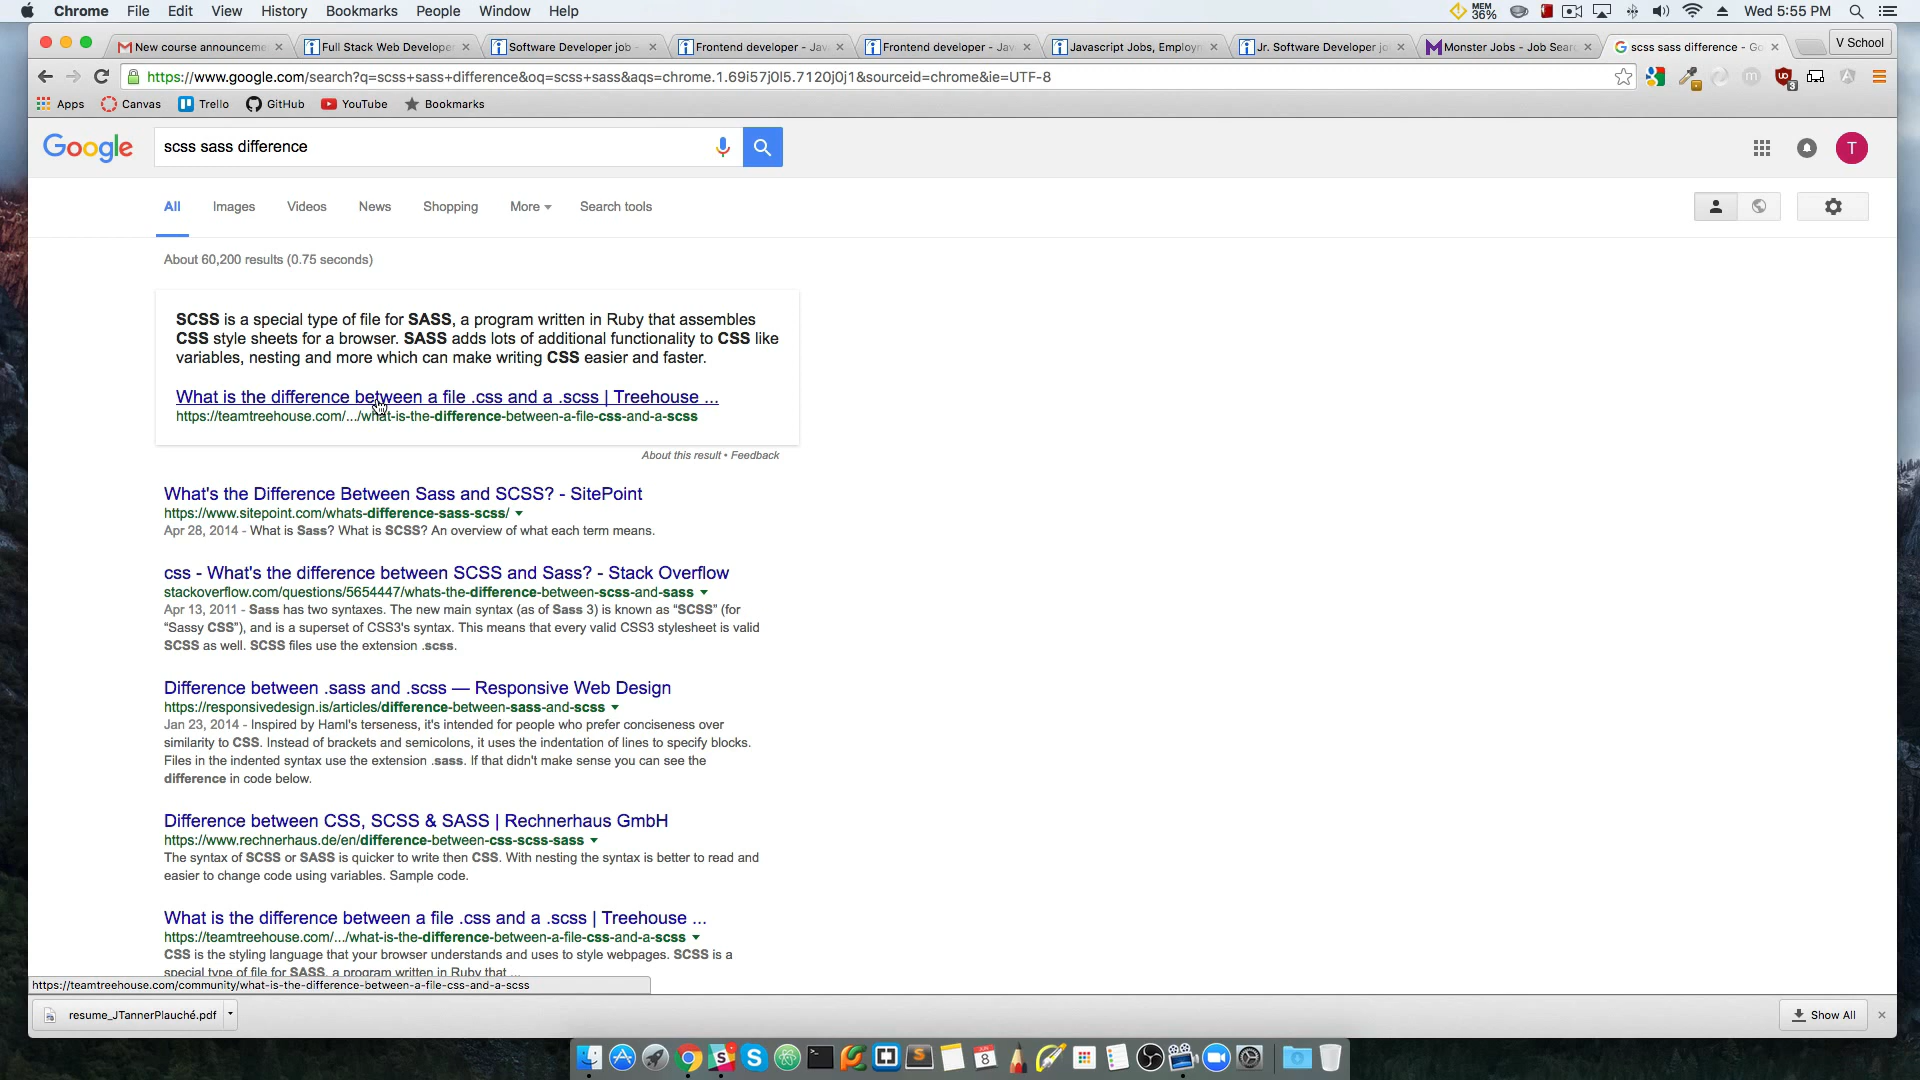 Chrome File Edit View History Bookmarks People Window Help
MEM 36% Wed 5:55 PM
New course announceme Full Stack Web Develope Software Developer job - Frontend developer - Jav Frontend developer - Jav Javascript Jobs, Employm Jr. Software Developer jo Monster Jobs - Job Sear scss sass difference - Go V School
https://www.google.com/search?q=scss+sass+difference&oq=scss+sass&aqs=chrome.1.69i57j0l5.7120j0j1&sourceid=chrome&ie=UTF-8
Apps Canvas Trello GitHub YouTube Bookmarks
Google scss sass difference T
All Images Videos News Shopping More Search tools
About 60,200 results (0.75 seconds)
SCSS is a special type of file for SASS, a program written in Ruby that assembles
CSS style sheets for a browser. SASS adds lots of additional functionality to CSS like
variables, nesting and more which can make writing CSS easier and faster.
What is the difference between a file .css and a .scss | Treehouse ...
https://teamtreehouse.com/.../what-is-the-difference-between-a-file-css-and-a-scss
About this result • Feedback
What's the Difference Between Sass and SCSS? - SitePoint
https://www.sitepoint.com/whats-difference-sass-scss/
Apr 28, 2014 - What is Sass? What is SCSS? An overview of what each term means.
css - What's the difference between SCSS and Sass? - Stack Overflow
stackoverflow.com/questions/5654447/whats-the-difference-between-scss-and-sass
Apr 13, 2011 - Sass has two syntaxes. The new main syntax (as of Sass 3) is known as “SCSS” (for
“Sassy CSS”), and is a superset of CSS3's syntax. This means that every valid CSS3 stylesheet is valid
SCSS as well. SCSS files use the extension .scss.
Difference between .sass and .scss — Responsive Web Design
https://responsivedesign.is/articles/difference-between-sass-and-scss
Jan 23, 2014 - Inspired by Haml's terseness, it's intended for people who prefer conciseness over
similarity to CSS. Instead of brackets and semicolons, it uses the indentation of lines to specify blocks.
Files in the indented syntax use the extension .sass. If that didn't make sense you can see the
difference in code below.
Difference between CSS, SCSS & SASS | Rechnerhaus GmbH
https://www.rechnerhaus.de/en/difference-between-css-scss-sass
The syntax of SCSS or SASS is quicker to write then CSS. With nesting the syntax is better to read and
easier to change code using variables. Sample code.
What is the difference between a file .css and a .scss | Treehouse ...
https://teamtreehouse.com/.../what-is-the-difference-between-a-file-css-and-a-scss
CSS is the styling language that your browser understands and uses to style webpages. SCSS is a
special type of file for SASS, a program written in Ruby that ...
https://teamtreehouse.com/community/what-is-the-difference-between-a-file-css-and-a-scss
resume_JTannerPlauché.pdf Show All
JUN 8